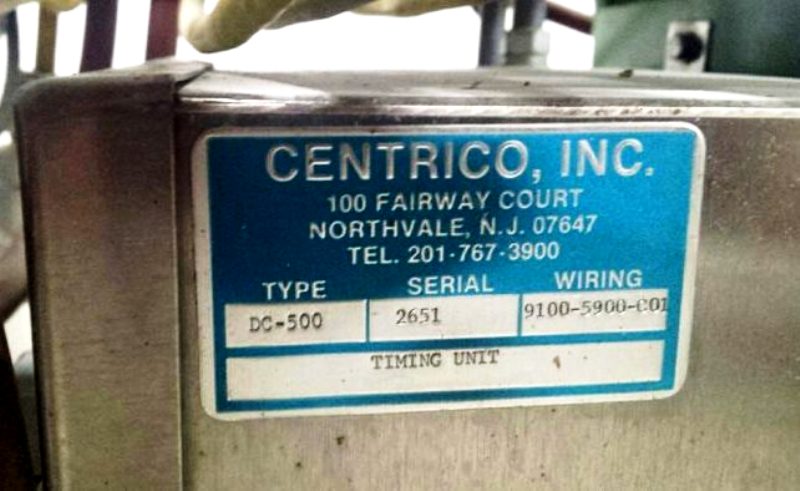 CENTRICO, INC.
100 FAIRWAY COURT
NORTHVALE, N.J. 07647
TEL. 201-767-3900
TYPE SERIAL WIRING
DC-500 2651 9100-5900-C01
TIMING UNIT